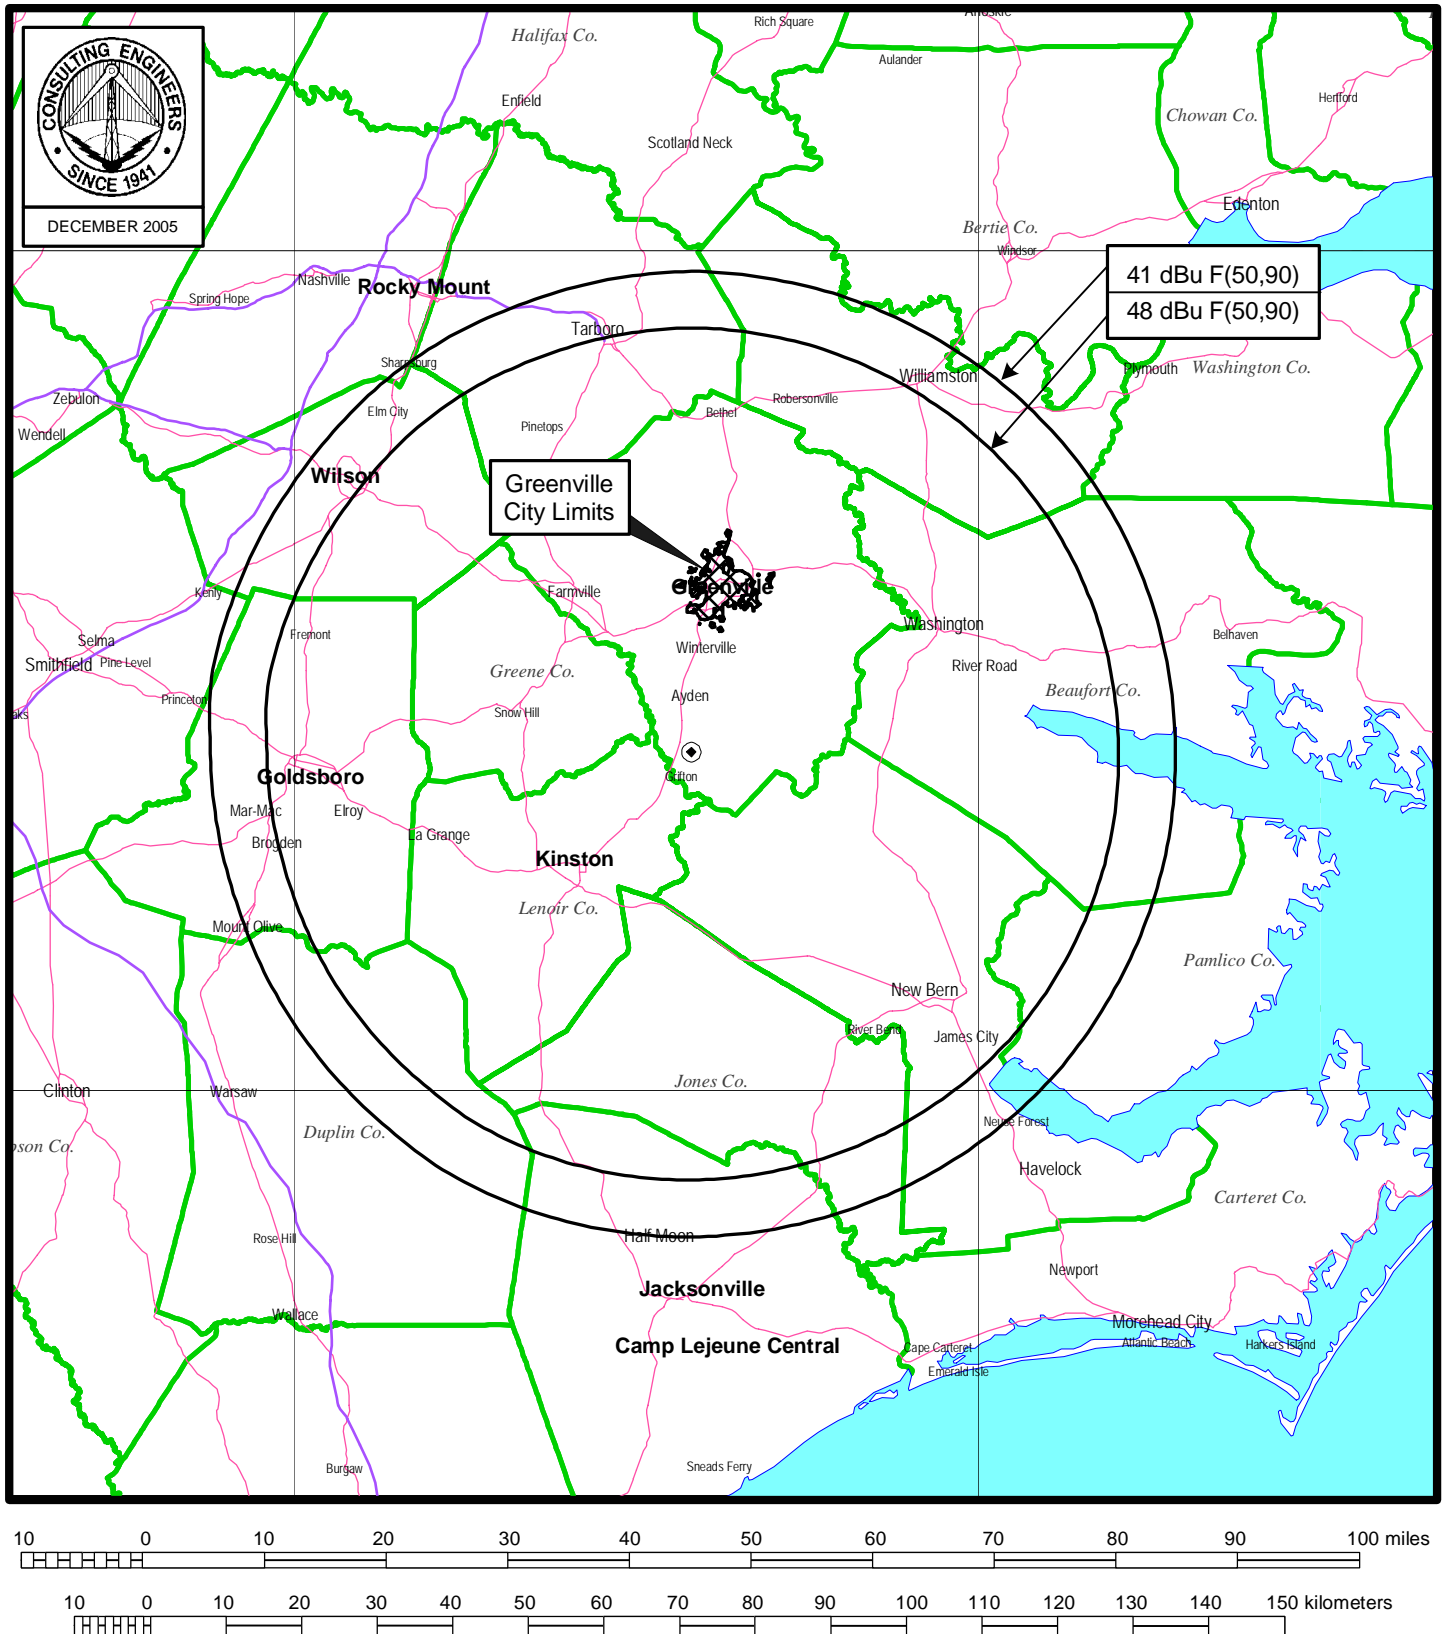 CONSULTING ENGINEERS
• SINCE 1941 •
DECEMBER 2005
Halifax Co.
Rich Square
Aulander
Enfield
Hertford
Chowan Co.
Scotland Neck
Edenton
Bertie Co.
Windsor
41 dBu F(50,90)
48 dBu F(50,90)
Nashville
Rocky Mount
Spring Hope
Tarboro
Sharpsburg
Williamston
Plymouth
Washington Co.
Zebulon
Elm City
Bethel
Robersonville
Wendell
Pinetops
Wilson
Greenville
City Limits
Greenville
Kenly
Farmville
Fremont
Washington
Belhaven
Selma
Winterville
Smithfield
Pine Level
River Road
Greene Co.
Beaufort Co.
Princeton
Ayden
Snow Hill
aks
Goldsboro
Grifton
Mar-Mac
Elroy
La Grange
Brogden
Kinston
Lenoir Co.
Mount Olive
Pamlico Co.
New Bern
River Bend
James City
Jones Co.
Clinton
Warsaw
Neuse Forest
Duplin Co.
pson Co.
Havelock
Carteret Co.
Rose Hill
Half Moon
Newport
Jacksonville
Wallace
Morehead City
Camp Lejeune Central
Cape Carteret
Atlantic Beach
Harkers Island
Emerald Isle
Burgaw
Sneads Ferry
10 0 10 20 30 40 50 60 70 80 90 100 miles
10 0 10 20 30 40 50 60 70 80 90 100 110 120 130 140 150 kilometers